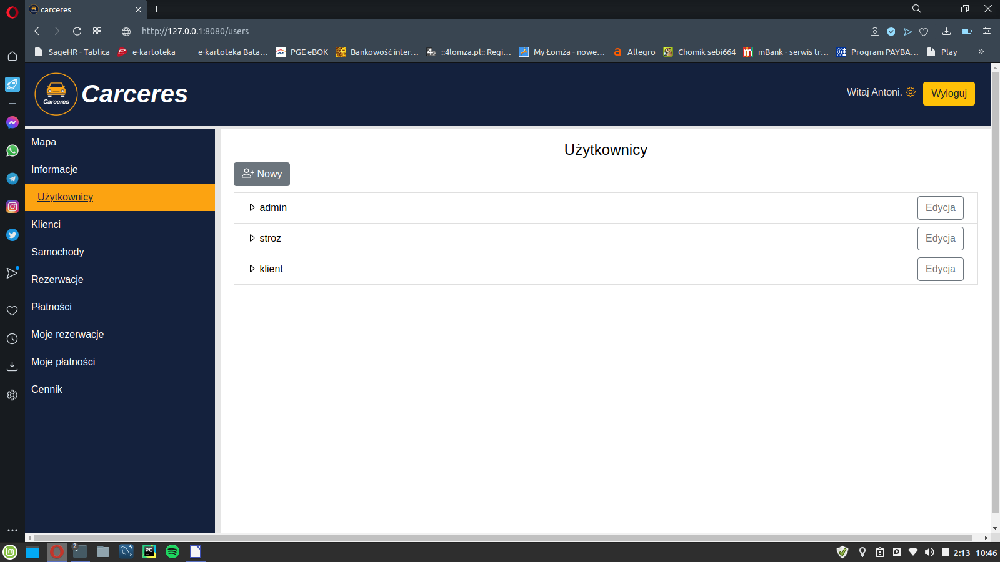 carceres
http://127.0.0.1:8080/users
SageHR - Tablica
e-kartoteka
e-kartoteka Bata...
PGE eBOK
Bankowość inter...
::4lomza.pl:: Regi...
My Łomża - nowe...
Allegro
Chomik sebi664
mBank - serwis tr...
Program PAYBA...
Play
Carceres
Carceres
Witaj Antoni.
Wyloguj
Mapa
Informacje
Użytkownicy
Klienci
Samochody
Rezerwacje
Płatności
Moje rezerwacje
Moje płatności
Cennik
Użytkownicy
Nowy
admin
Edycja
stroz
Edycja
klient
Edycja
2
PC
2:13
10:46